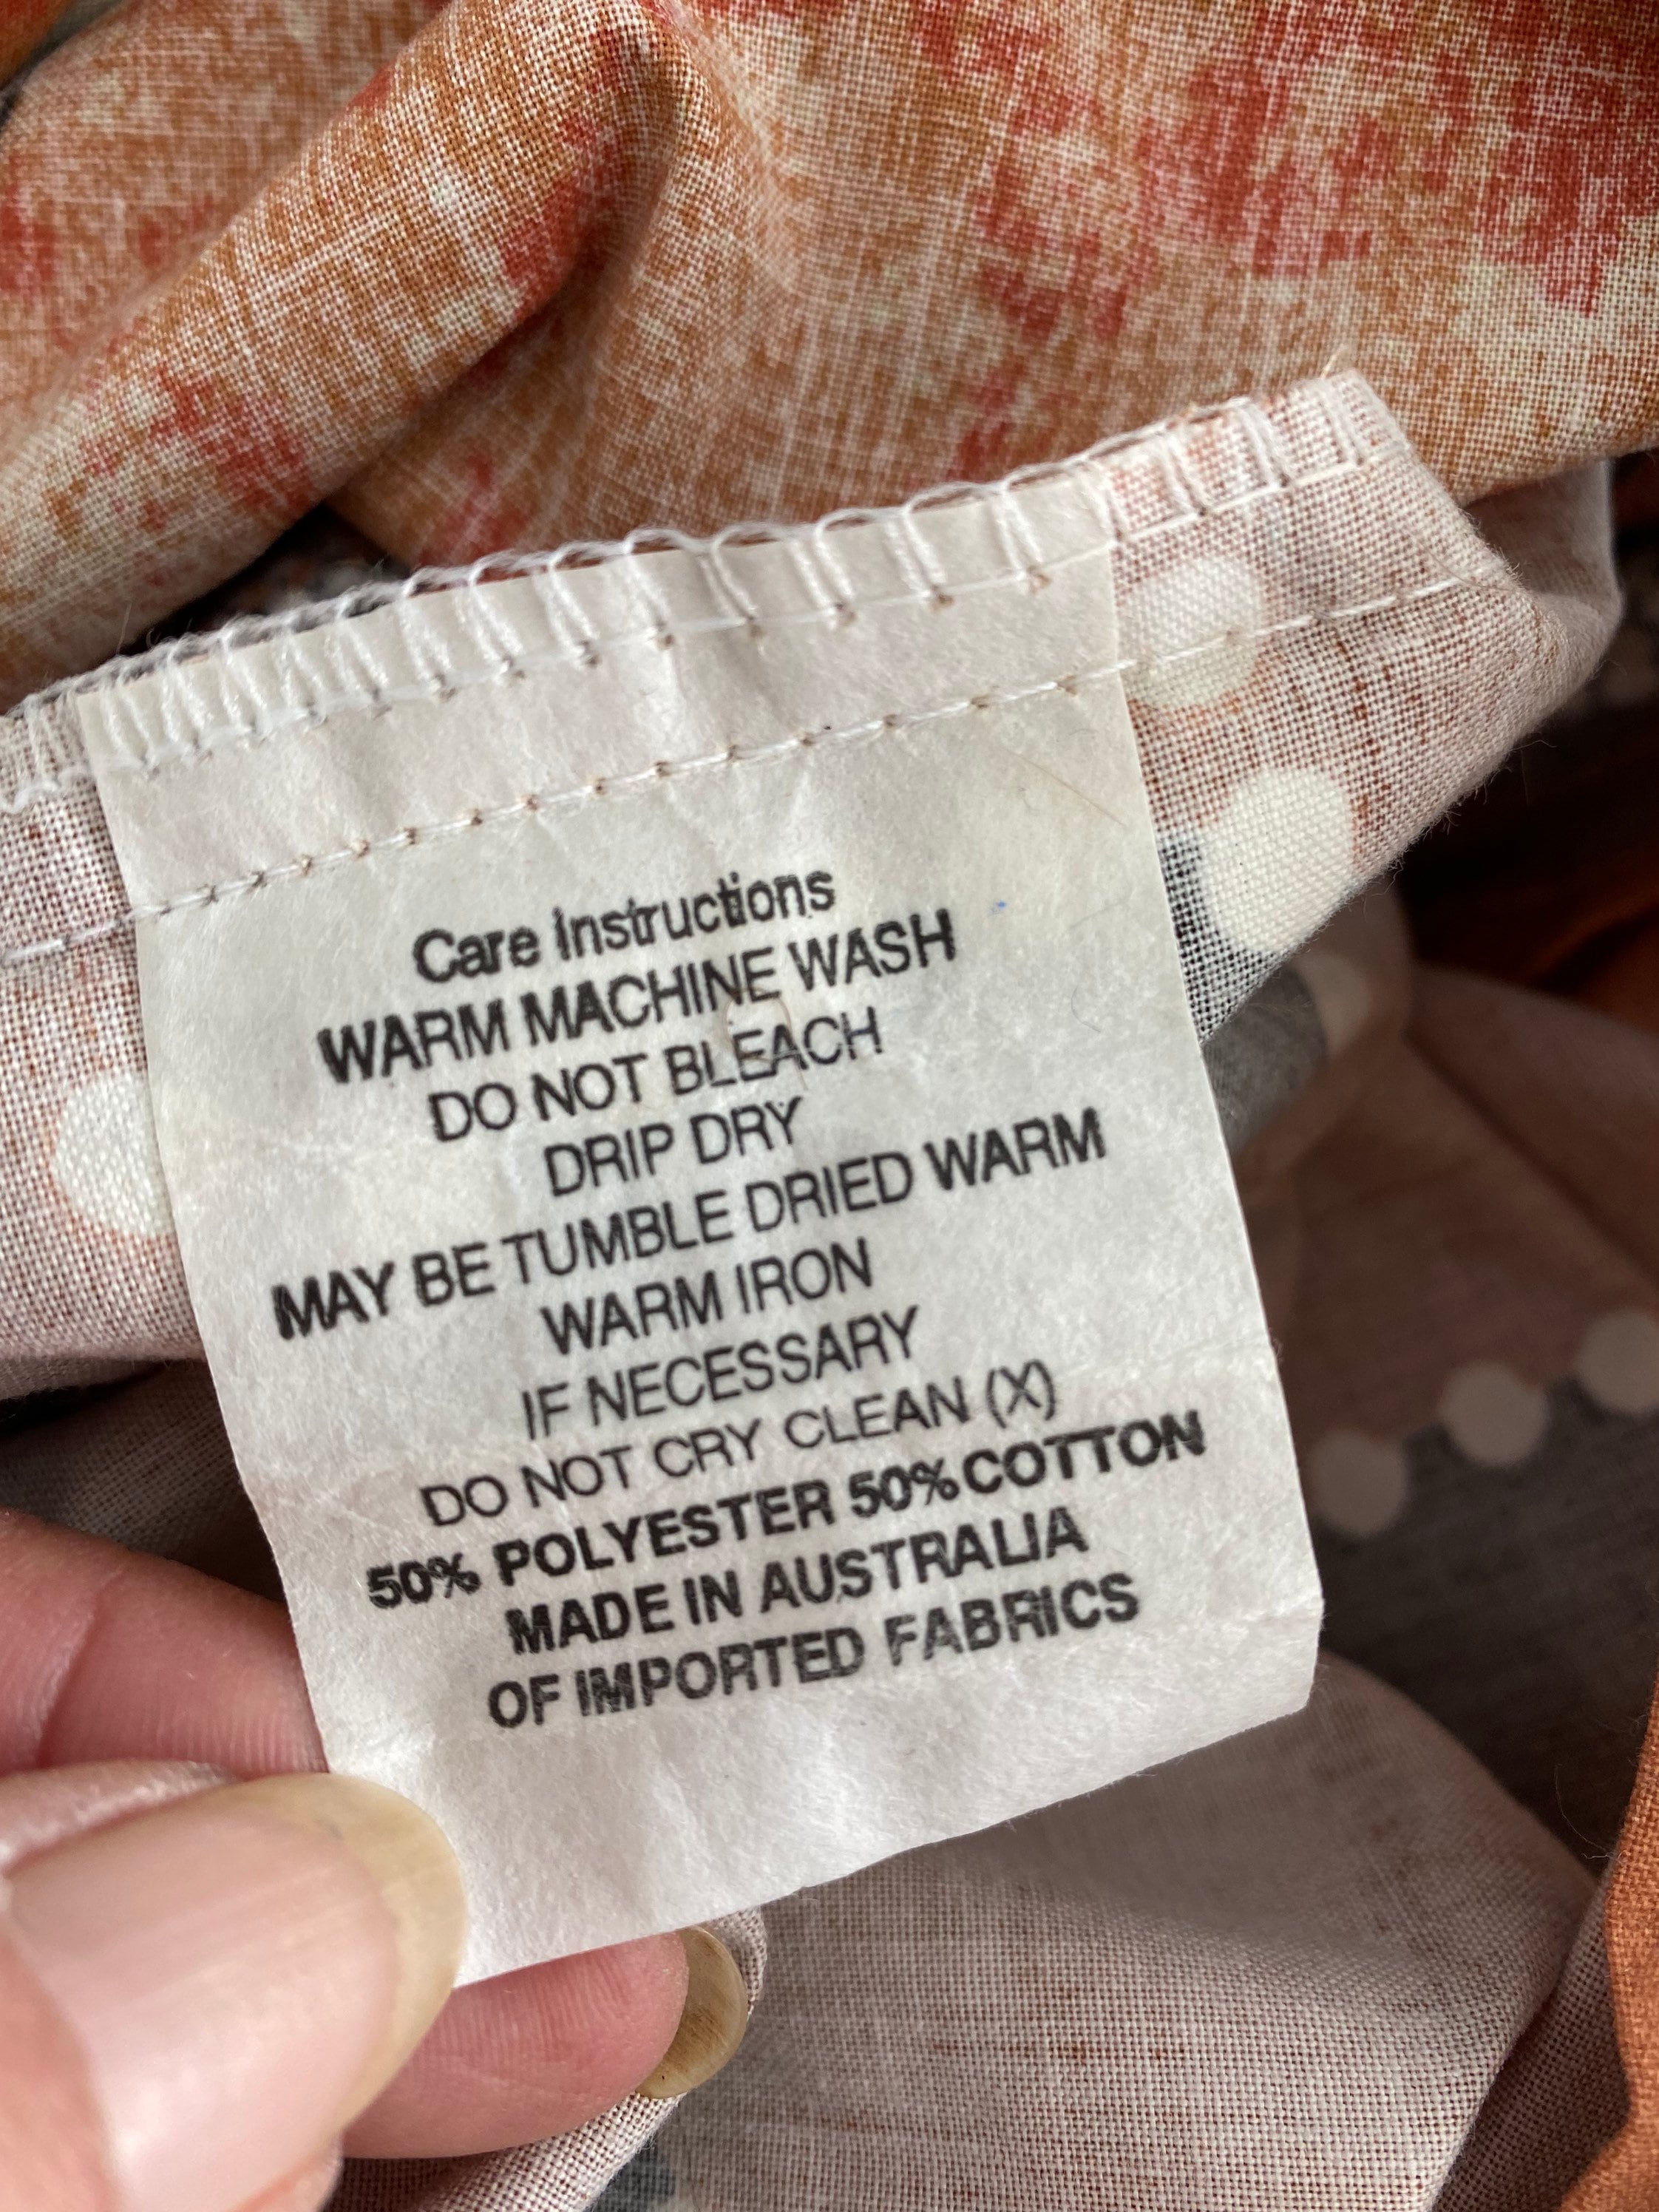 Care Instructions
WARM MACHINE WASH
DO NOT BLEACH
DRIP DRY
MAY BE TUMBLE DRIED WARM
WARM IRON
IF NECESSARY
DO NOT CRY CLEAN (X)
50% POLYESTER 50% COTTON
MADE IN AUSTRALIA
OF IMPORTED FABRICS